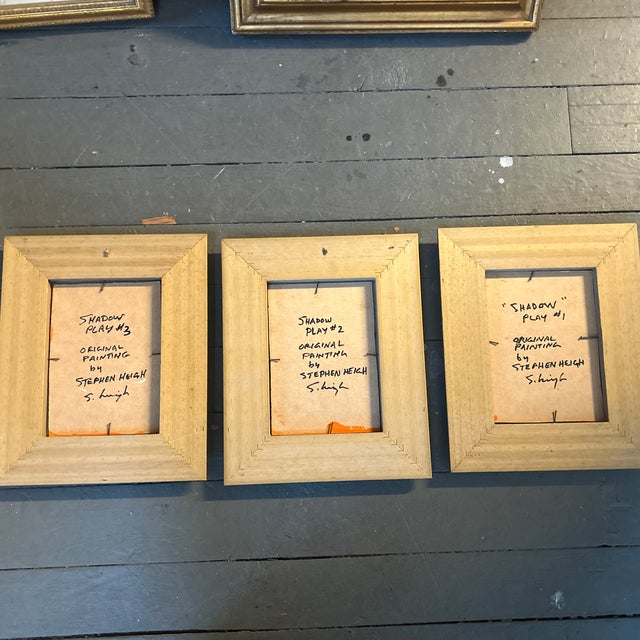 SHADOW
PLAY #3
ORIGINAL
PAINTING
by
STEPHEN HEIGH
S. Heigh
SHADOW
PLAY #2
ORIGINAL
PAINTING
by
STEPHEN HEIGH
S. Heigh
"SHADOW"
PLAY #1
ORIGINAL
PAINTING
by
STEPHEN HEIGH
S. Heigh